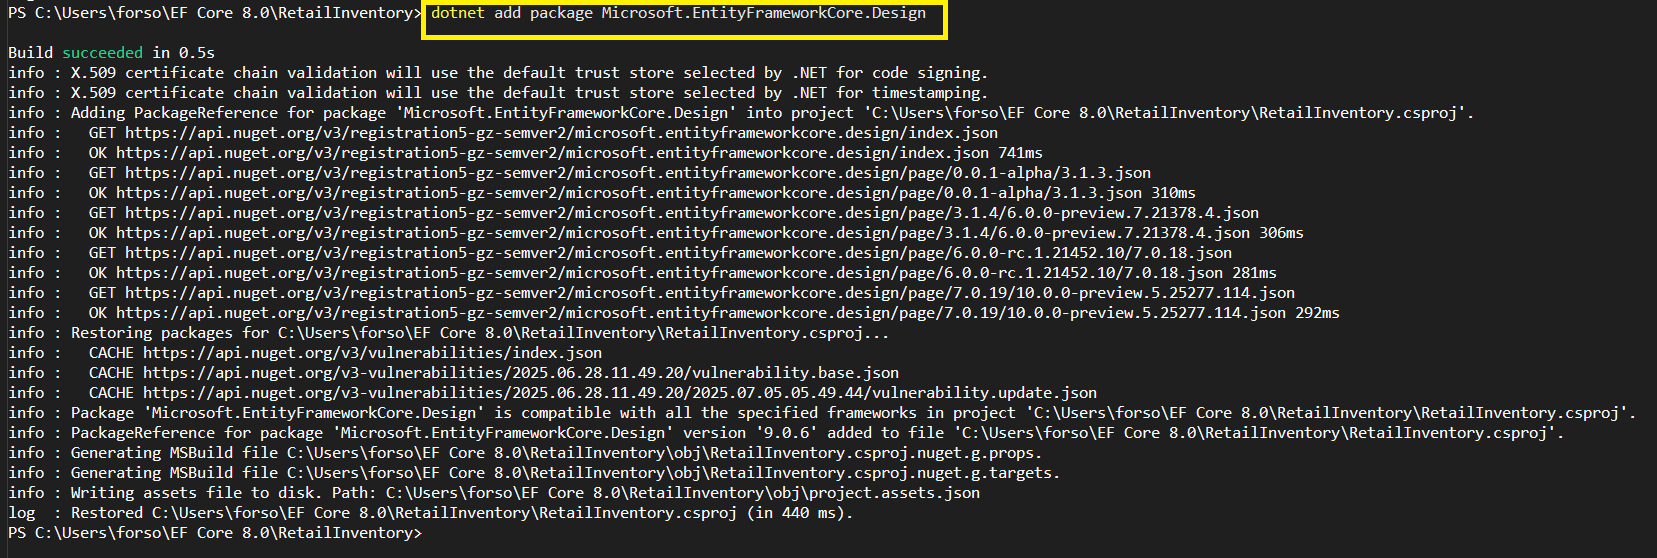 PS C:\Users\forso\EF Core 8.0\RetailInventory> dotnet add package Microsoft.EntityFrameworkCore.Design
Build succeeded in 0.5s
info : X.509 certificate chain validation will use the default trust store selected by .NET for code signing.
info : X.509 certificate chain validation will use the default trust store selected by .NET for timestamping.
info : Adding PackageReference for package 'Microsoft.EntityFrameworkCore.Design' into project 'C:\Users\forso\EF Core 8.0\RetailInventory\RetailInventory.csproj'.
info :   GET https://api.nuget.org/v3/registration5-gz-semver2/microsoft.entityframeworkcore.design/index.json
info :   OK https://api.nuget.org/v3/registration5-gz-semver2/microsoft.entityframeworkcore.design/index.json 741ms
info :   GET https://api.nuget.org/v3/registration5-gz-semver2/microsoft.entityframeworkcore.design/page/0.0.1-alpha/3.1.3.json
info :   OK https://api.nuget.org/v3/registration5-gz-semver2/microsoft.entityframeworkcore.design/page/0.0.1-alpha/3.1.3.json 310ms
info :   GET https://api.nuget.org/v3/registration5-gz-semver2/microsoft.entityframeworkcore.design/page/3.1.4/6.0.0-preview.7.21378.4.json
info :   OK https://api.nuget.org/v3/registration5-gz-semver2/microsoft.entityframeworkcore.design/page/3.1.4/6.0.0-preview.7.21378.4.json 306ms
info :   GET https://api.nuget.org/v3/registration5-gz-semver2/microsoft.entityframeworkcore.design/page/6.0.0-rc.1.21452.10/7.0.18.json
info :   OK https://api.nuget.org/v3/registration5-gz-semver2/microsoft.entityframeworkcore.design/page/6.0.0-rc.1.21452.10/7.0.18.json 281ms
info :   GET https://api.nuget.org/v3/registration5-gz-semver2/microsoft.entityframeworkcore.design/page/7.0.19/10.0.0-preview.5.25277.114.json
info :   OK https://api.nuget.org/v3/registration5-gz-semver2/microsoft.entityframeworkcore.design/page/7.0.19/10.0.0-preview.5.25277.114.json 292ms
info : Restoring packages for C:\Users\forso\EF Core 8.0\RetailInventory\RetailInventory.csproj...
info :   CACHE https://api.nuget.org/v3/vulnerabilities/index.json
info :   CACHE https://api.nuget.org/v3-vulnerabilities/2025.06.28.11.49.20/vulnerability.base.json
info :   CACHE https://api.nuget.org/v3-vulnerabilities/2025.06.28.11.49.20/2025.07.05.05.49.44/vulnerability.update.json
info : Package 'Microsoft.EntityFrameworkCore.Design' is compatible with all the specified frameworks in project 'C:\Users\forso\EF Core 8.0\RetailInventory\RetailInventory.csproj'.
info : PackageReference for package 'Microsoft.EntityFrameworkCore.Design' version '9.0.6' added to file 'C:\Users\forso\EF Core 8.0\RetailInventory\RetailInventory.csproj'.
info : Generating MSBuild file C:\Users\forso\EF Core 8.0\RetailInventory\obj\RetailInventory.csproj.nuget.g.props.
info : Generating MSBuild file C:\Users\forso\EF Core 8.0\RetailInventory\obj\RetailInventory.csproj.nuget.g.targets.
info : Writing assets file to disk. Path: C:\Users\forso\EF Core 8.0\RetailInventory\obj\project.assets.json
log  : Restored C:\Users\forso\EF Core 8.0\RetailInventory\RetailInventory.csproj (in 440 ms).
PS C:\Users\forso\EF Core 8.0\RetailInventory>